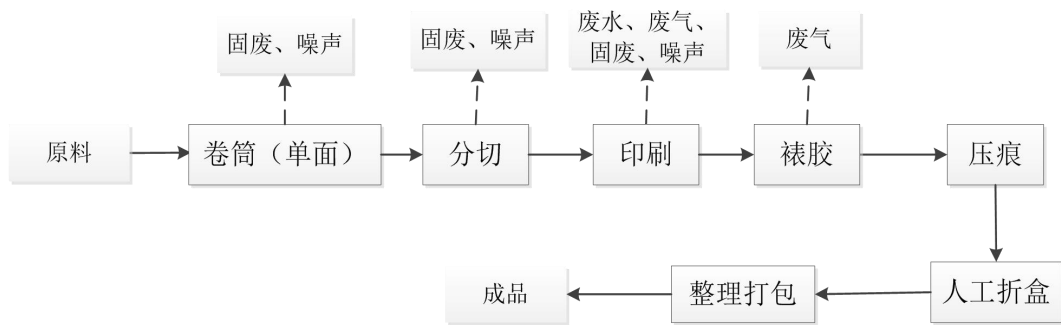 固废、噪声
固废、噪声
废水、废气、
固废、噪声
废气
原料
卷筒（单面）
分切
印刷
裱胶
压痕
成品
整理打包
人工折盒